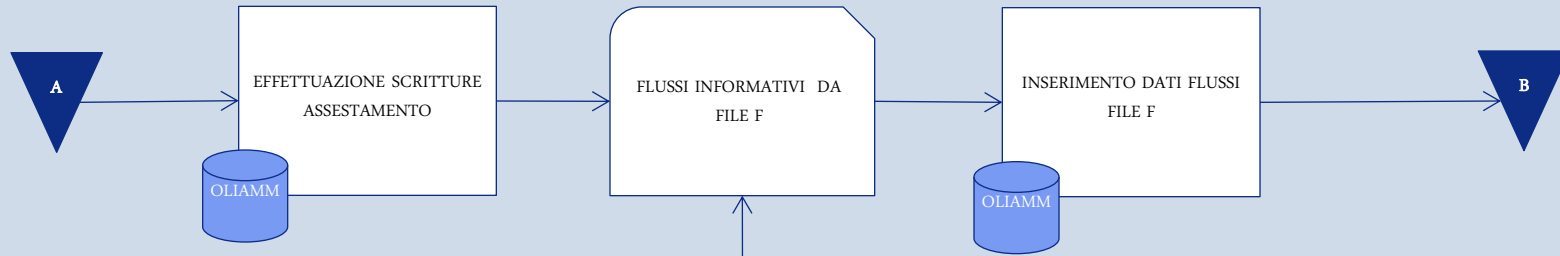 A
EFFETTUAZIONE SCRITTURE
ASSESTAMENTO
OLIAMM
FLUSSI INFORMATIVI DA
FILE F
INSERIMENTO DATI FLUSSI
FILE F
OLIAMM
B